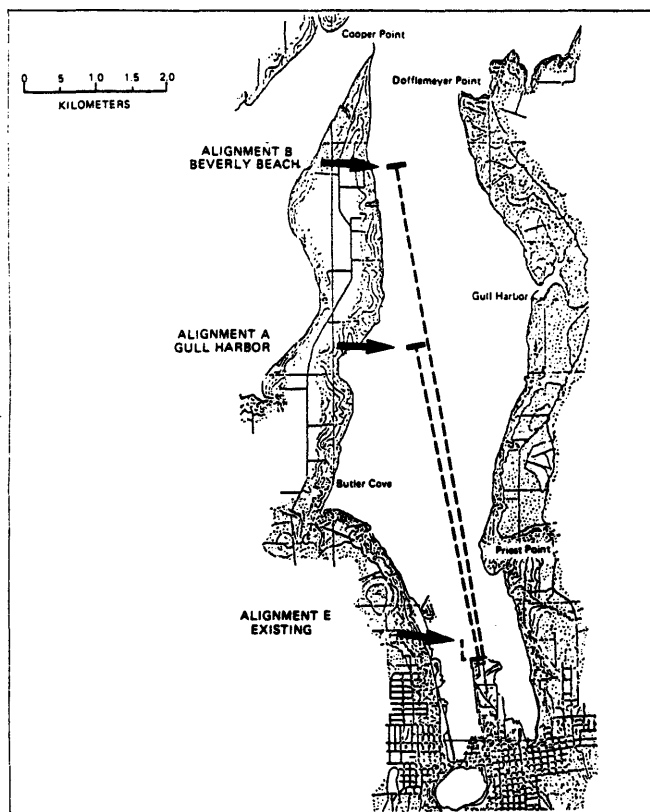 Cooper Point
0 5 1.0 1.5 2.0
KILOMETERS
Dofflemeyer Point
ALIGNMENT B
BEVERLY BEACH
Gull Harbor
ALIGNMENT A
GULL HARBOR
Butler Cove
Priest Point
ALIGNMENT E
EXISTING